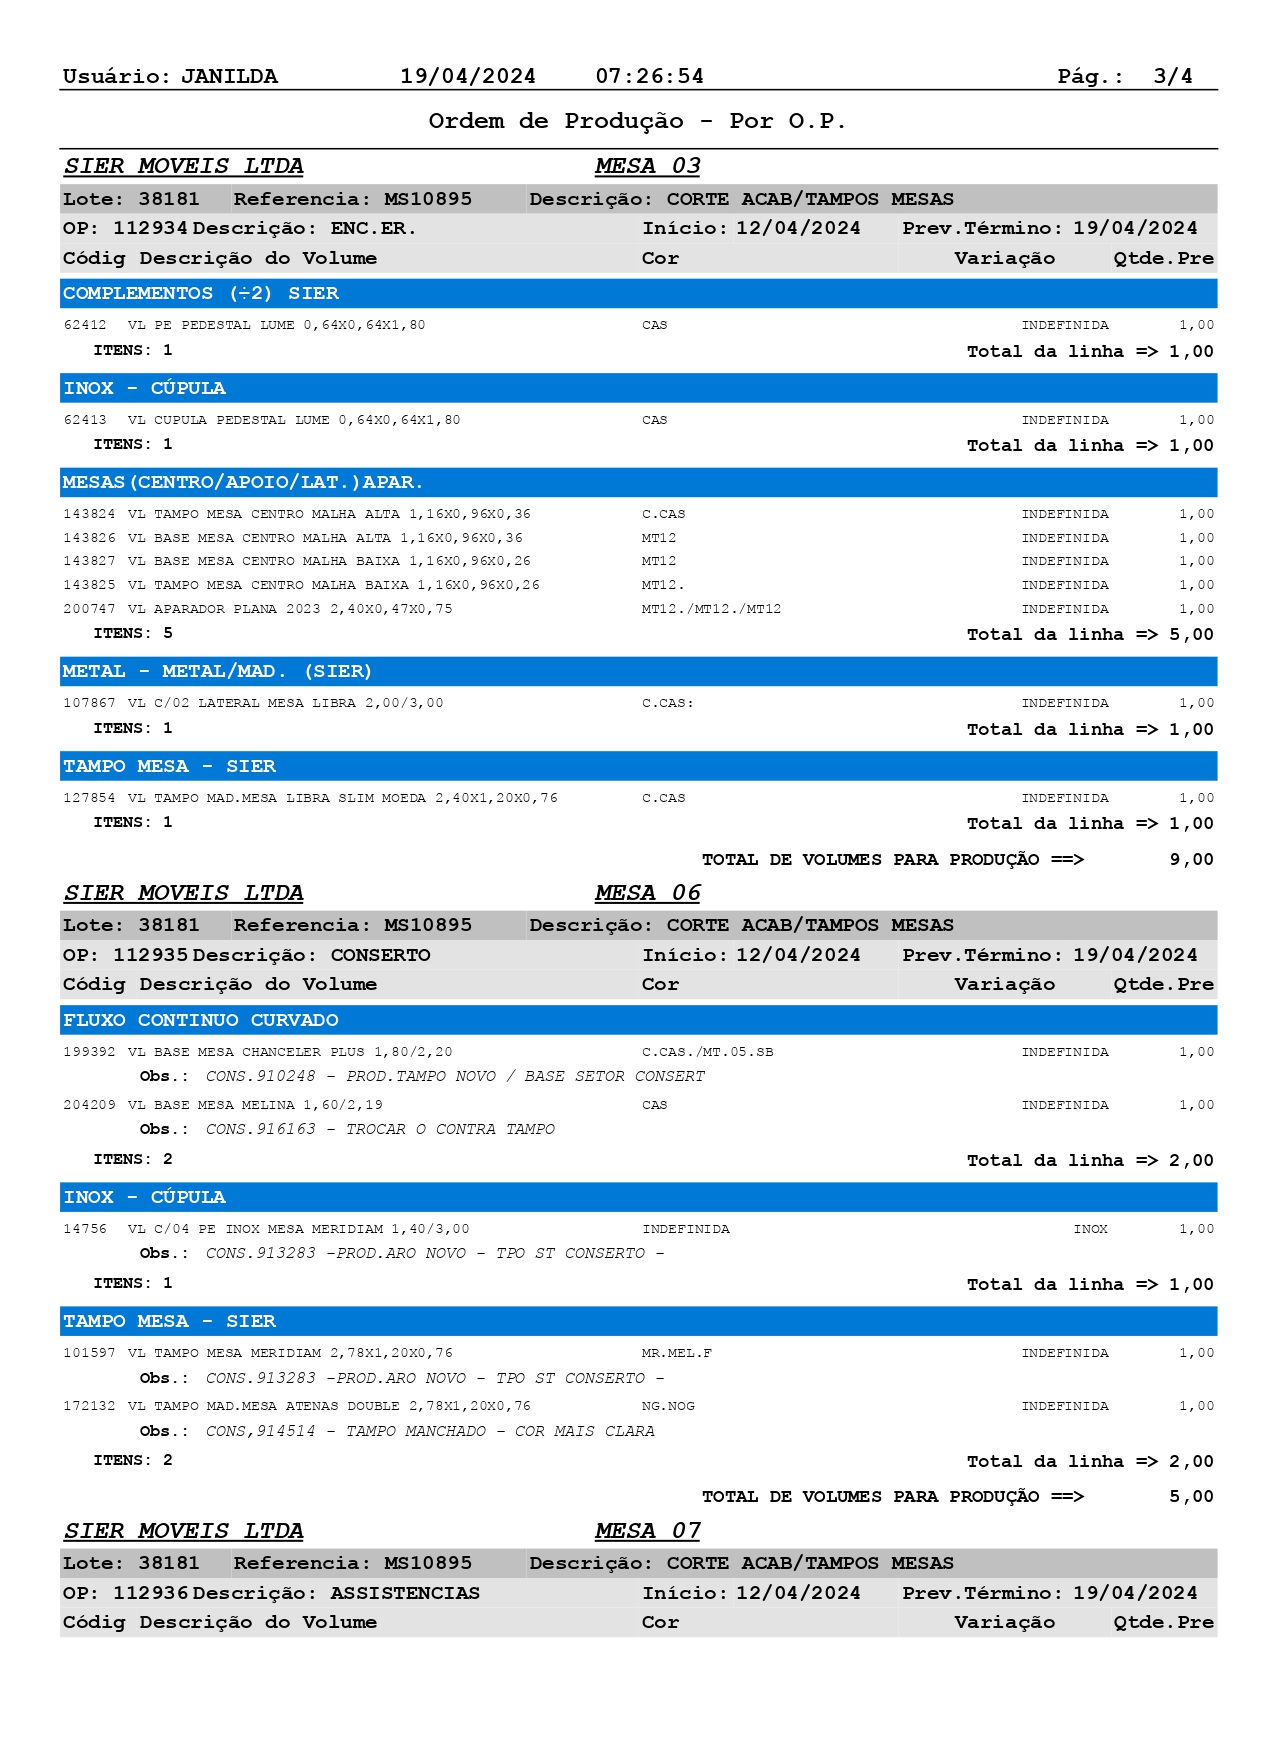 Usuário: JANILDA 19/04/2024 07:26:54 Pág.: 3/4
Ordem de Produção - Por O.P.
SIER MOVEIS LTDA MESA 03
Lote: 38181 Referencia: MS10895 Descrição: CORTE ACAB/TAMPOS MESAS
OP: 112934 Descrição: ENC.ER. Início: 12/04/2024 Prev.Término: 19/04/2024
Códig Descrição do Volume Cor Variação Qtde.Pre
COMPLEMENTOS (÷2) SIER
62412 VL PE PEDESTAL LUME 0,64X0,64X1,80 CAS INDEFINIDA 1,00
ITENS: 1 Total da linha => 1,00
INOX - CÚPULA
62413 VL CUPULA PEDESTAL LUME 0,64X0,64X1,80 CAS INDEFINIDA 1,00
ITENS: 1 Total da linha => 1,00
MESAS(CENTRO/APOIO/LAT.)APAR.
143824 VL TAMPO MESA CENTRO MALHA ALTA 1,16X0,96X0,36 C.CAS INDEFINIDA 1,00
143826 VL BASE MESA CENTRO MALHA ALTA 1,16X0,96X0,36 MT12 INDEFINIDA 1,00
143827 VL BASE MESA CENTRO MALHA BAIXA 1,16X0,96X0,26 MT12 INDEFINIDA 1,00
143825 VL TAMPO MESA CENTRO MALHA BAIXA 1,16X0,96X0,26 MT12. INDEFINIDA 1,00
200747 VL APARADOR PLANA 2023 2,40X0,47X0,75 MT12./MT12./MT12 INDEFINIDA 1,00
ITENS: 5 Total da linha => 5,00
METAL - METAL/MAD. (SIER)
107867 VL C/02 LATERAL MESA LIBRA 2,00/3,00 C.CAS: INDEFINIDA 1,00
ITENS: 1 Total da linha => 1,00
TAMPO MESA - SIER
127854 VL TAMPO MAD.MESA LIBRA SLIM MOEDA 2,40X1,20X0,76 C.CAS INDEFINIDA 1,00
ITENS: 1 Total da linha => 1,00
TOTAL DE VOLUMES PARA PRODUÇÃO ==> 9,00
SIER MOVEIS LTDA MESA 06
Lote: 38181 Referencia: MS10895 Descrição: CORTE ACAB/TAMPOS MESAS
OP: 112935 Descrição: CONSERTO Início: 12/04/2024 Prev.Término: 19/04/2024
Códig Descrição do Volume Cor Variação Qtde.Pre
FLUXO CONTINUO CURVADO
199392 VL BASE MESA CHANCELER PLUS 1,80/2,20 C.CAS./MT.05.SB INDEFINIDA 1,00
Obs.: CONS.910248 - PROD.TAMPO NOVO / BASE SETOR CONSERT
204209 VL BASE MESA MELINA 1,60/2,19 CAS INDEFINIDA 1,00
Obs.: CONS.916163 - TROCAR O CONTRA TAMPO
ITENS: 2 Total da linha => 2,00
INOX - CÚPULA
14756 VL C/04 PE INOX MESA MERIDIAM 1,40/3,00 INDEFINIDA INOX 1,00
Obs.: CONS.913283 -PROD.ARO NOVO - TPO ST CONSERTO -
ITENS: 1 Total da linha => 1,00
TAMPO MESA - SIER
101597 VL TAMPO MESA MERIDIAM 2,78X1,20X0,76 MR.MEL.F INDEFINIDA 1,00
Obs.: CONS.913283 -PROD.ARO NOVO - TPO ST CONSERTO -
172132 VL TAMPO MAD.MESA ATENAS DOUBLE 2,78X1,20X0,76 NG.NOG INDEFINIDA 1,00
Obs.: CONS,914514 - TAMPO MANCHADO - COR MAIS CLARA
ITENS: 2 Total da linha => 2,00
TOTAL DE VOLUMES PARA PRODUÇÃO ==> 5,00
SIER MOVEIS LTDA MESA 07
Lote: 38181 Referencia: MS10895 Descrição: CORTE ACAB/TAMPOS MESAS
OP: 112936 Descrição: ASSISTENCIAS Início: 12/04/2024 Prev.Término: 19/04/2024
Códig Descrição do Volume Cor Variação Qtde.Pre